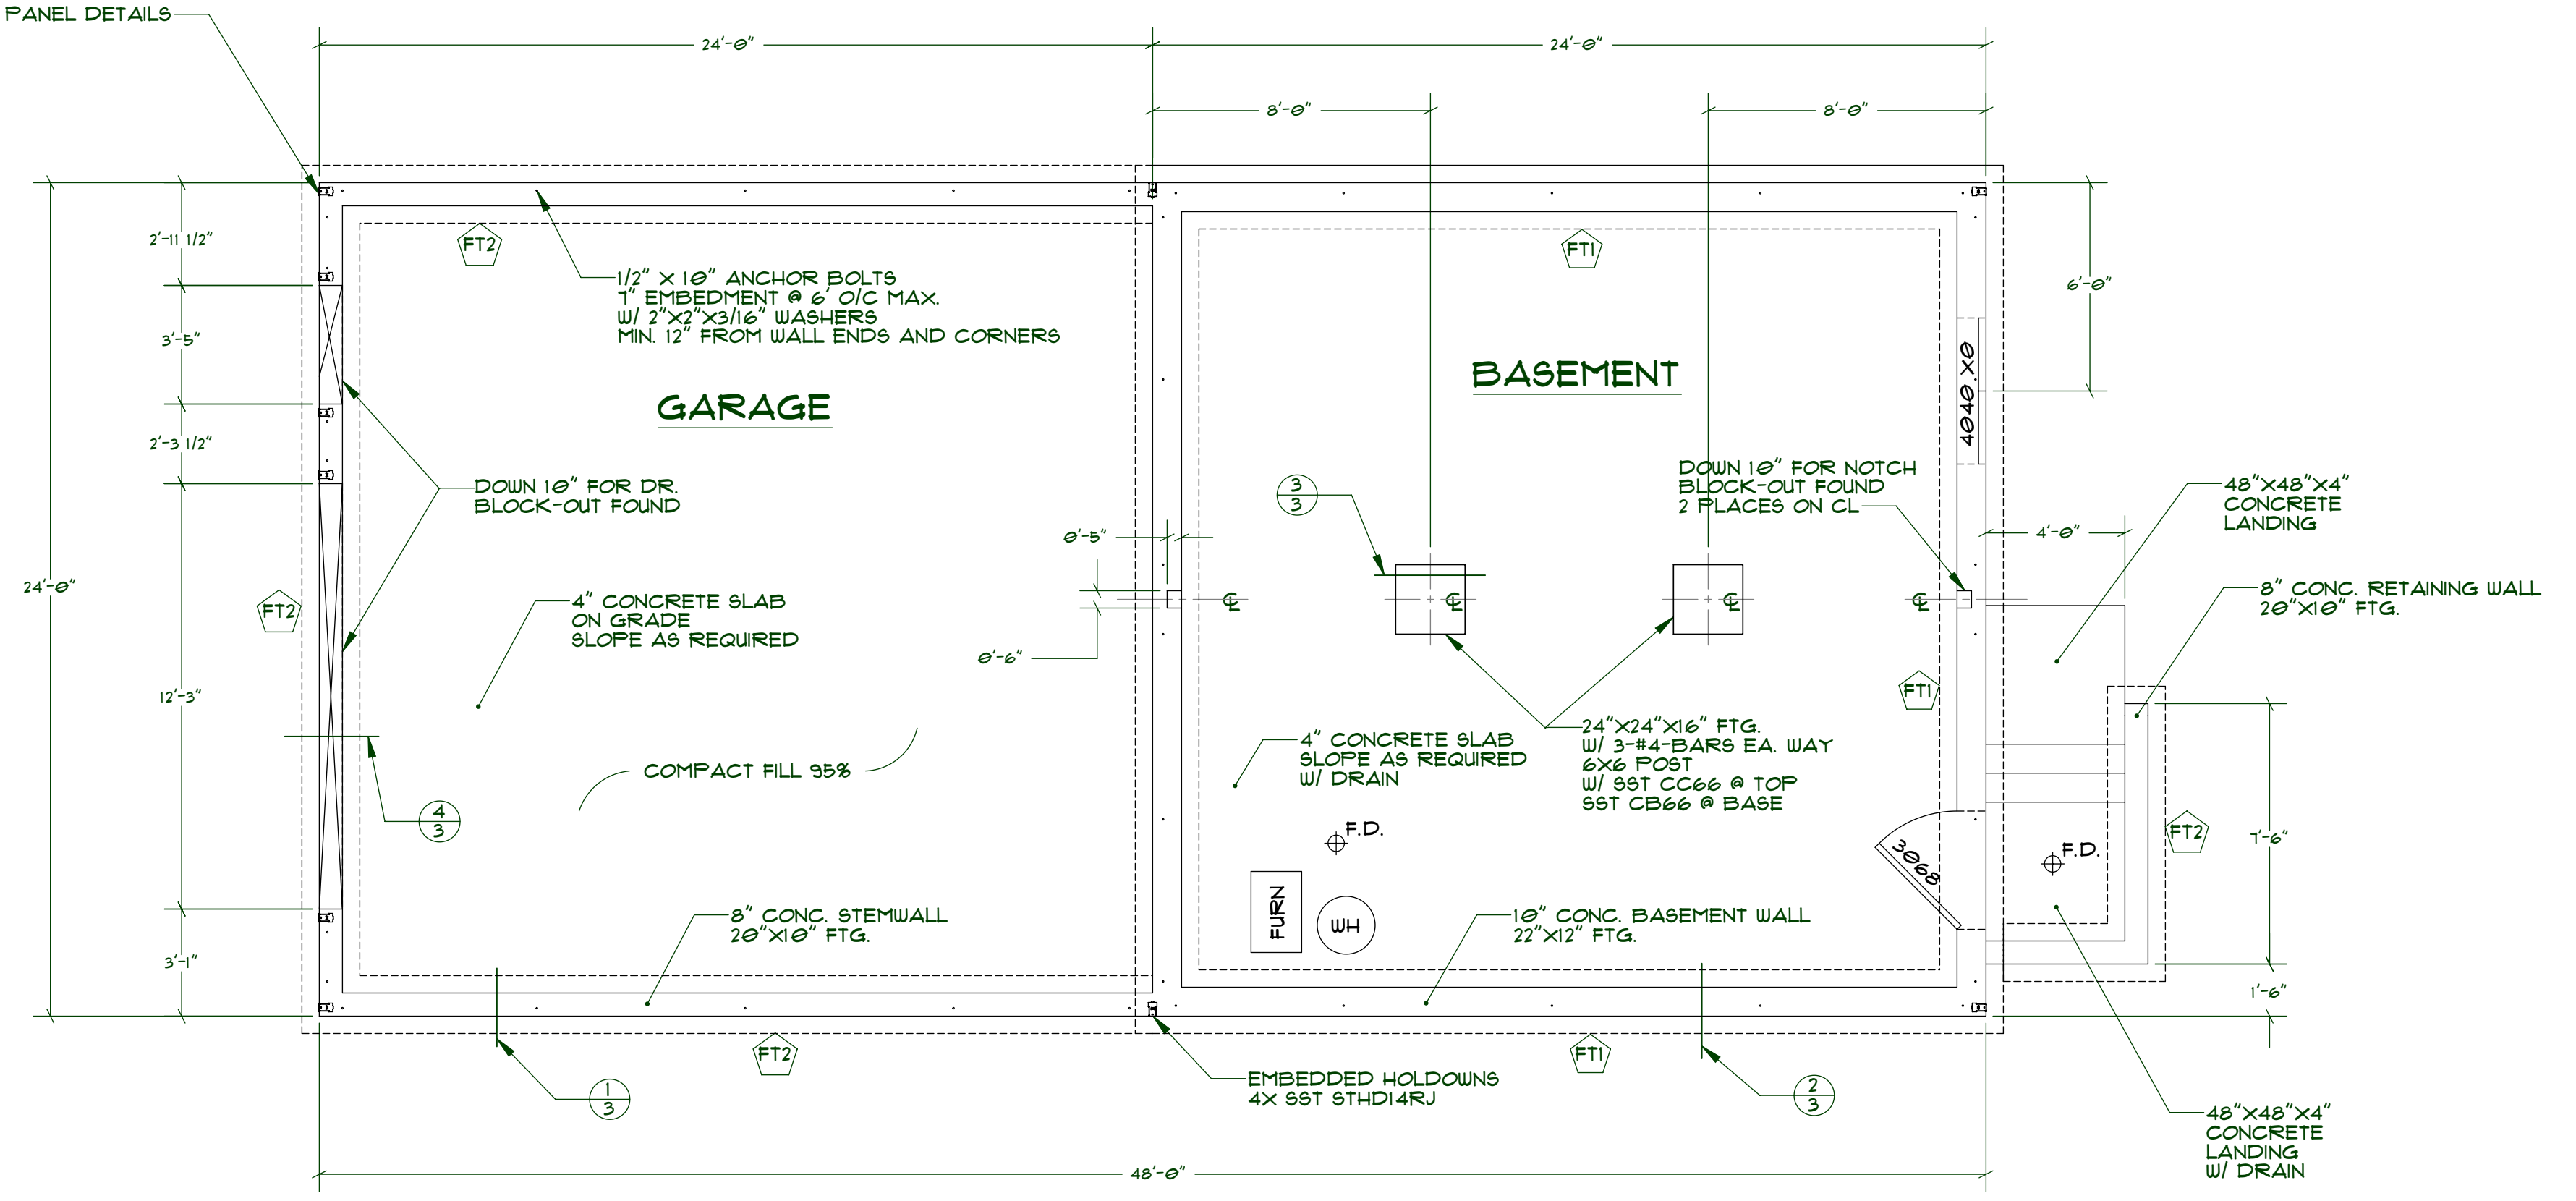 PANEL DETAILS
24'-0"
24'-0"
8'-0"
8'-0"
2'-11 1/2"
3'-5"
2'-3 1/2"
12'-3"
3'-1"
24'-0"
FT2
FT1
6'-0"
1/2" X 10" ANCHOR BOLTS
7" EMBEDMENT @ 6' O/C MAX.
W/ 2"X2"X3/16" WASHERS
MIN. 12" FROM WALL ENDS AND CORNERS
GARAGE
BASEMENT
4040 XO
DOWN 10" FOR DR.
BLOCK-OUT FOUND
3
3
DOWN 10" FOR NOTCH
BLOCK-OUT FOUND
2 PLACES ON CL
48"X48"X4"
CONCRETE
LANDING
0'-5"
4'-0"
FT2
4" CONCRETE SLAB
ON GRADE
SLOPE AS REQUIRED
0'-6"
CL
CL
CL
CL
8" CONC. RETAINING WALL
20"X10" FTG.
FT1
COMPACT FILL 95%
4" CONCRETE SLAB
SLOPE AS REQUIRED
W/ DRAIN
24"X24"X16" FTG.
W/ 3-#4-BARS EA. WAY
6X6 POST
W/ SST CC66 @ TOP
SST CB66 @ BASE
4
3
F.D.
3068
F.D.
FT2
7'-6"
FURN
WH
8" CONC. STEMWALL
20"X10" FTG.
10" CONC. BASEMENT WALL
22"X12" FTG.
1'-6"
FT2
FT1
1
3
EMBEDDED HOLDOWNS
4X SST STHD14RJ
2
3
48"X48"X4"
CONCRETE
LANDING
W/ DRAIN
48'-0"